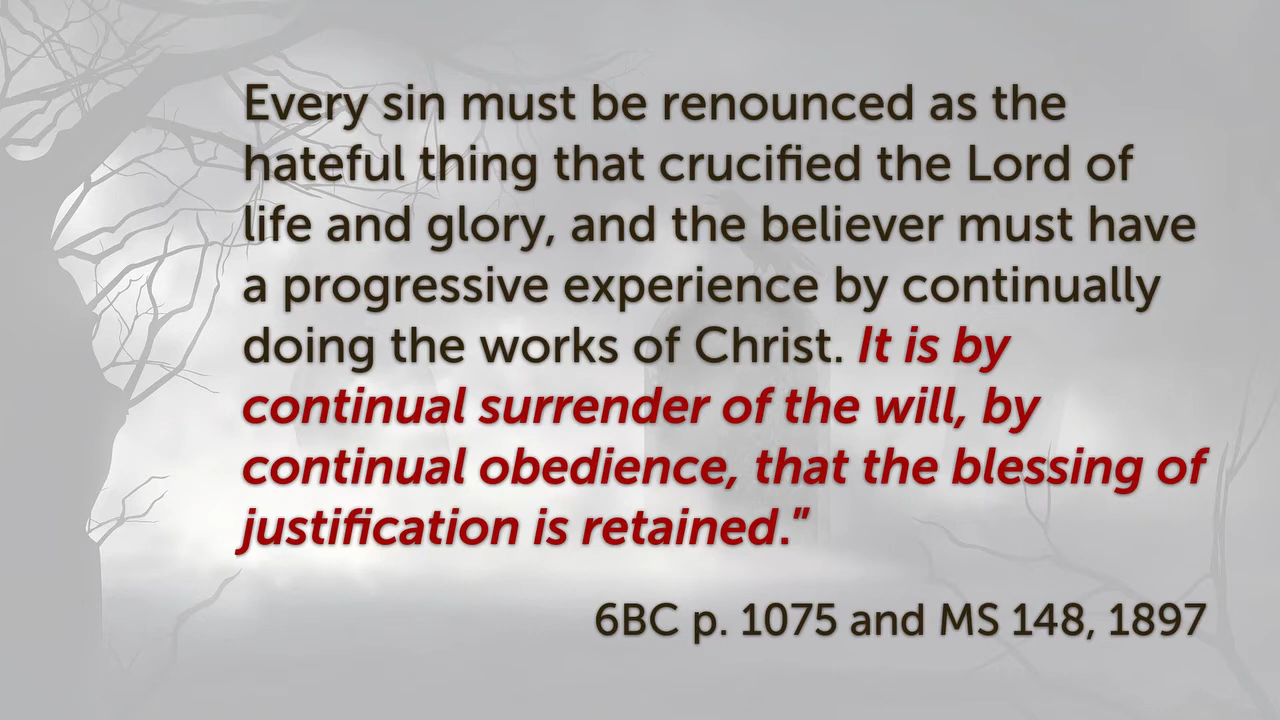 Every sin must be renounced as the
hateful thing that crucified the Lord of
life and glory, and the believer must have
a progressive experience by continually
doing the works of Christ. It is by
continual surrender of the will, by
continual obedience, that the blessing of
justification is retained.”
6BC p. 1075 and MS 148, 1897